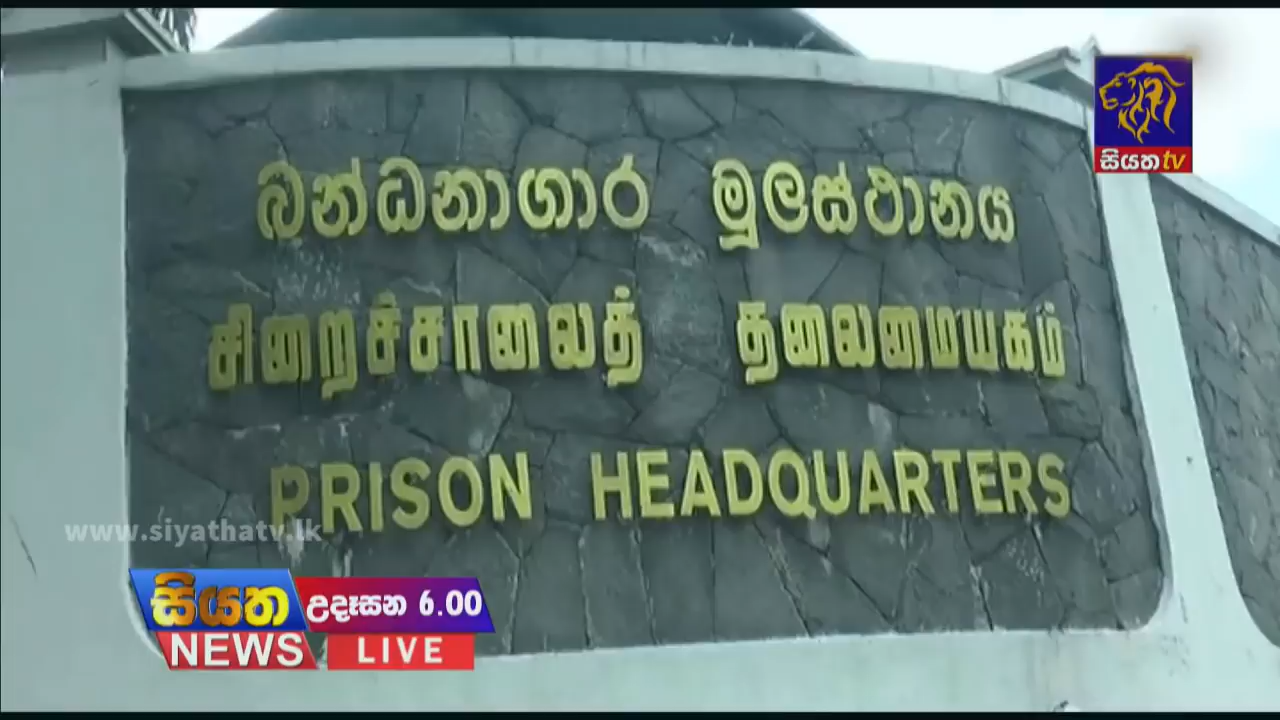 සියත tv
බන්ධනාගාර මූලස්ථානය
சிறைச்சாலைத் தலைமையகம்
PRISON HEADQUARTERS
www.siyathatv.lk
සියත
උදෑසන 6.00
NEWS LIVE